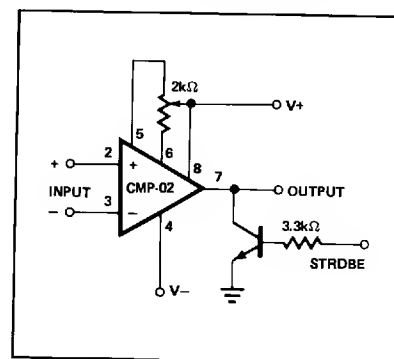 2kΩ
V+
5
6
8
+ 2 +
7
OUTPUT
INPUT
CMP-02
− 3 −
4
3.3kΩ
STRDBE
V−